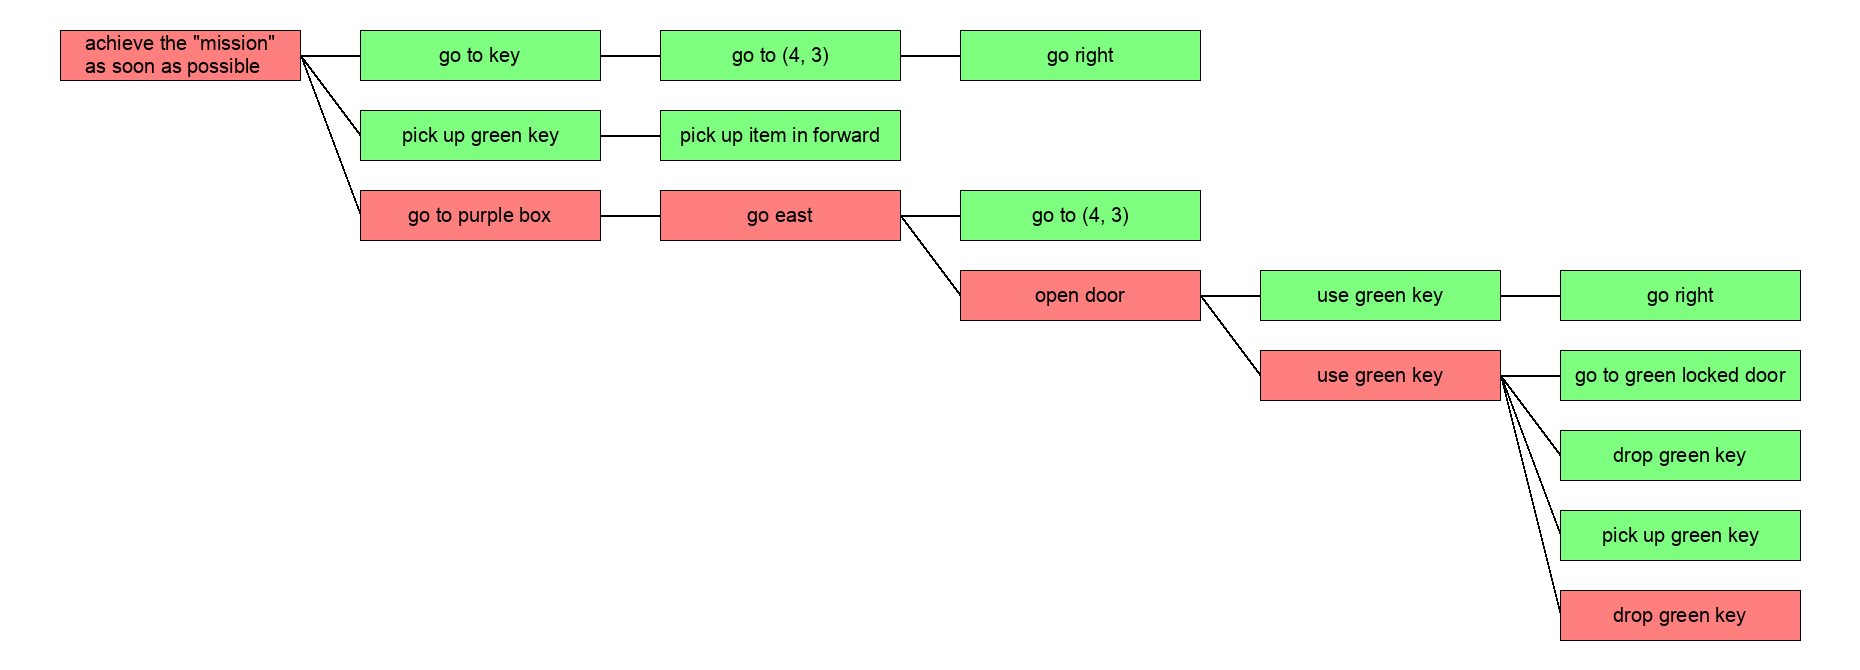 achieve the "mission"
as soon as possible
go to key
go to (4, 3)
go right
pick up green key
pick up item in forward
go to purple box
go east
go to (4, 3)
open door
use green key
go right
use green key
go to green locked door
drop green key
pick up green key
drop green key